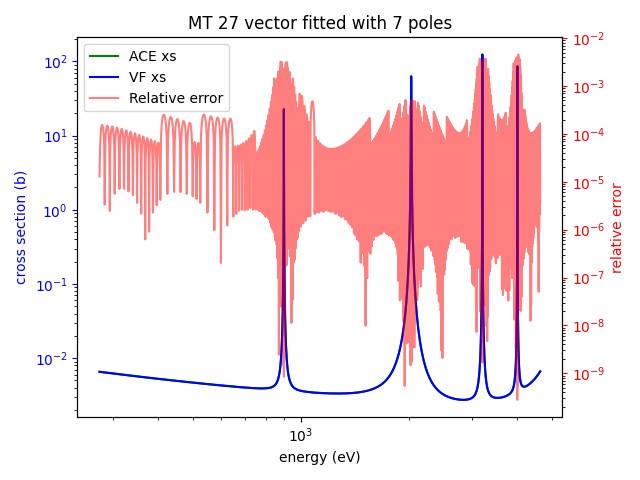 MT 27 vector fitted with 7 poles
ACE xs
VF xs
Relative error
cross section (b)
10^2
10^1
10^0
10^-1
10^-2
10^-2
10^-3
10^-4
10^-5
10^-6
10^-7
10^-8
10^-9
relative error
10^3
energy (eV)